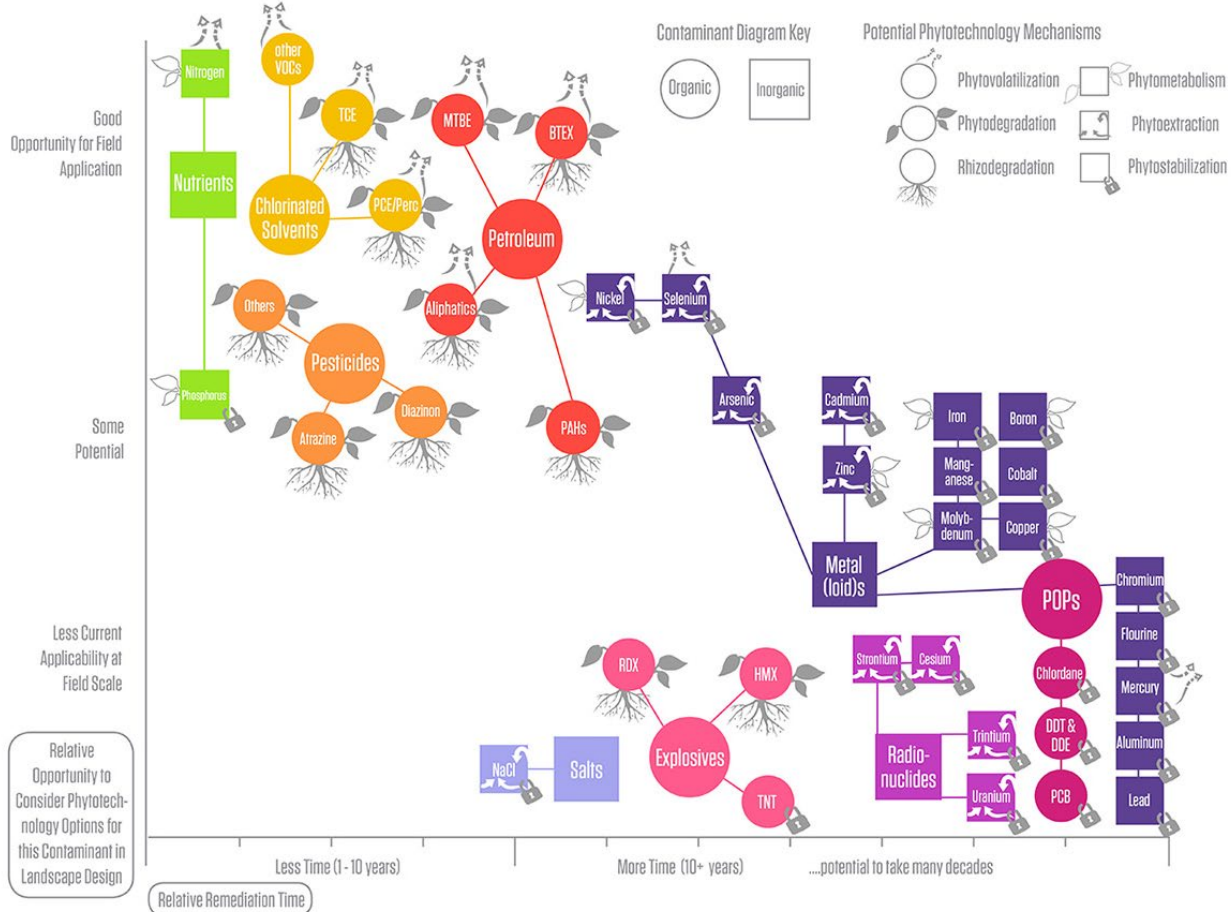 Contaminant Diagram Key
Organic
Inorganic
Potential Phytotechnology Mechanisms
Phytovolatilization
Phytometabolism
Phytodegradation
Phytoextraction
Rhizodegradation
Phytostabilization
Good
Opportunity for Field
Application
Some
Potential
Less Current
Applicability at
Field Scale
Relative
Opportunity to
Consider Phytotech-
nology Options for
this Contaminant in
Landscape Design
Nitrogen
Nutrients
Phosphorus
other
VOCs
TCE
Chlorinated
Solvents
PCE/Perc
MTBE
BTEX
Petroleum
Aliphatics
PAHs
Others
Pesticides
Diazinon
Atrazine
Nickel
Selenium
Arsenic
Cadmium
Zinc
Iron
Boron
Mang-
anese
Cobalt
Molyb-
denum
Copper
Metal
(loid)s
Chromium
Flourine
Mercury
Aluminum
Lead
POPs
Chlordane
DDT &
DDE
PCB
Strontium
Cesium
Trintium
Radio-
nuclides
Uranium
RDX
HMX
Explosives
TNT
NaCl
Salts
Less Time (1 - 10 years)
More Time (10+ years)
....potential to take many decades
Relative Remediation Time